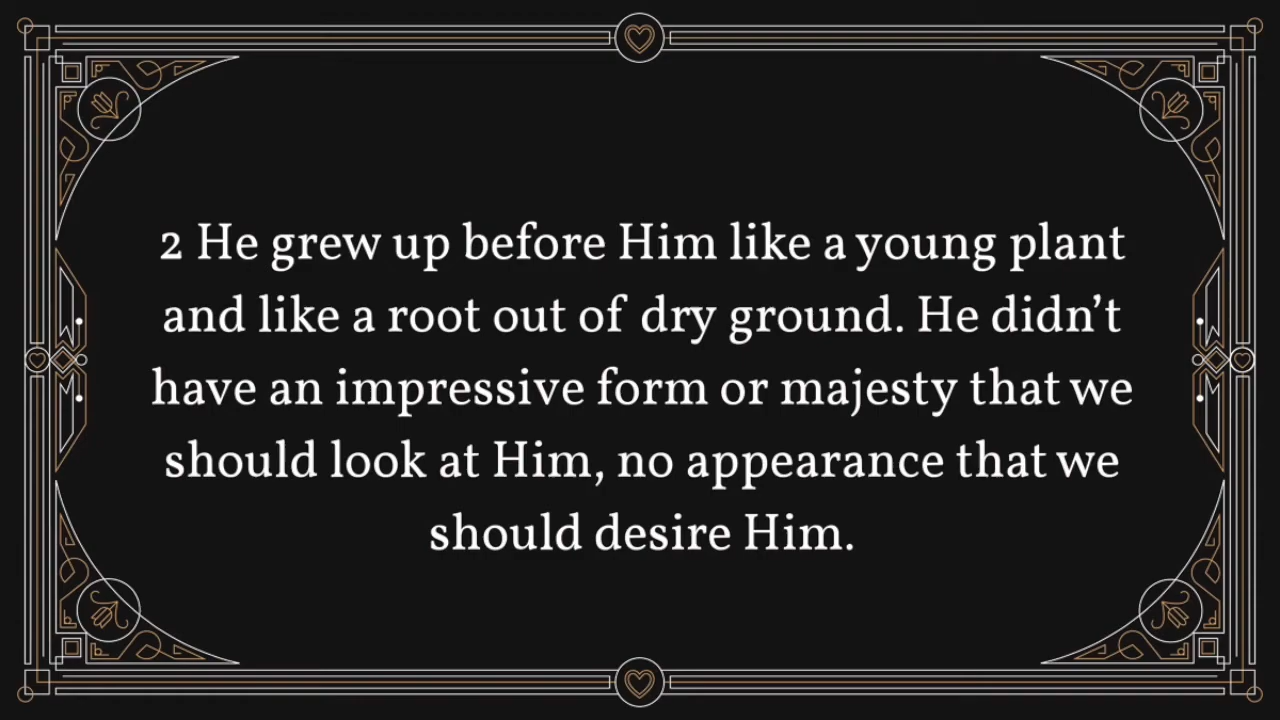 2 He grew up before Him like a young plant
and like a root out of dry ground. He didn’t
have an impressive form or majesty that we
should look at Him, no appearance that we
should desire Him.